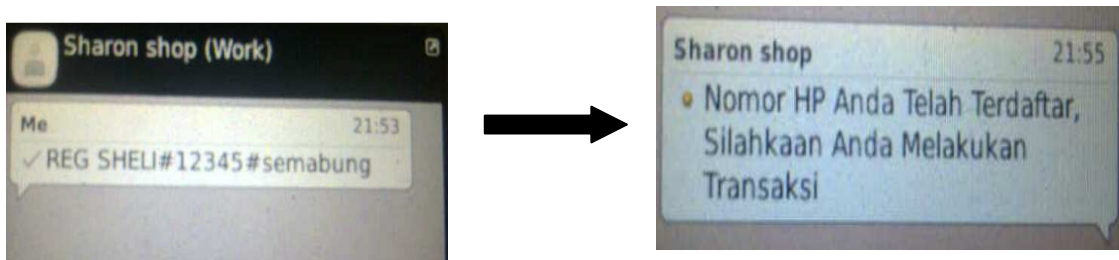 Sharon shop (Work)
Me 21:53
REG SHELI#12345#semabung
Sharon shop 21:55
Nomor HP Anda Telah Terdaftar,
Silahkaan Anda Melakukan
Transaksi